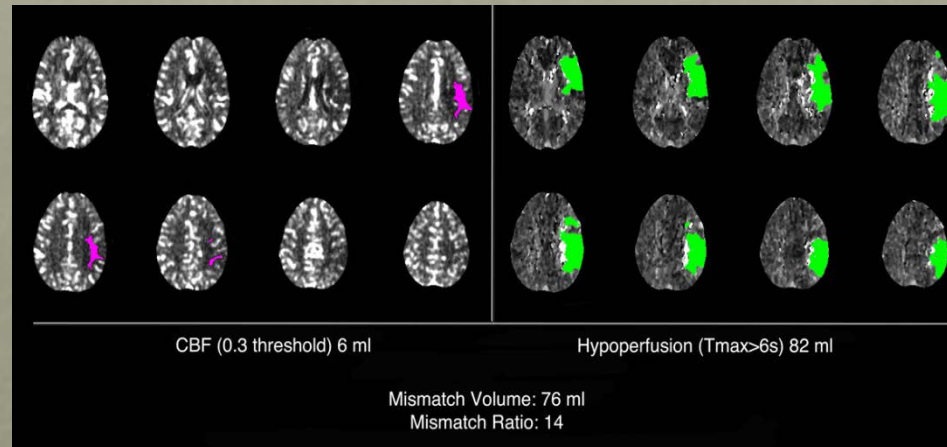 CBF (0.3 threshold) 6 ml
Hypoperfusion (Tmax>6s) 82 ml
Mismatch Volume: 76 ml
Mismatch Ratio: 14